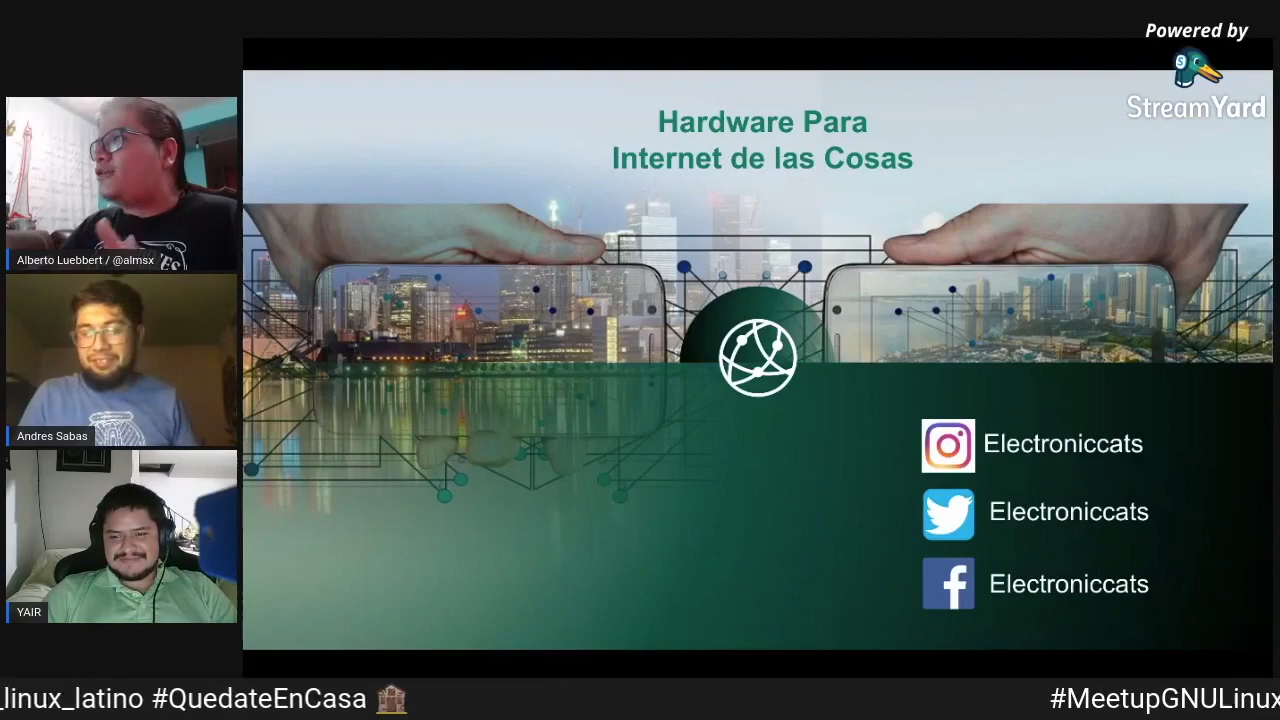 Powered by
StreamYard
Hardware Para
Internet de las Cosas
Alberto Luebbert / @almsx
Andres Sabas
YAIR
Electroniccats
Electroniccats
Electroniccats
_linux_latino #QuedateEnCasa
#MeetupGNULinux